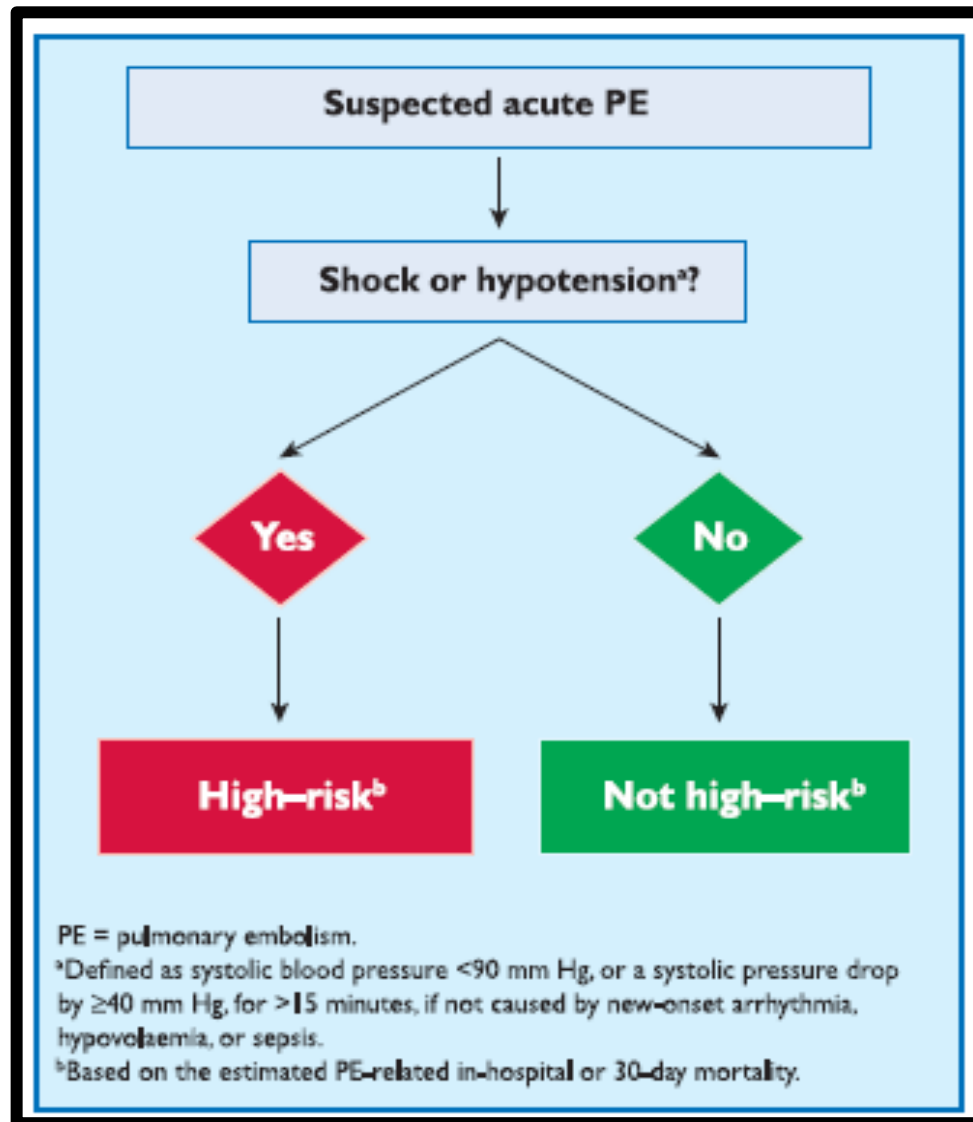 Suspected acute PE
Shock or hypotensionᵃ?
Yes
No
High–riskᵇ
Not high–riskᵇ
PE = pulmonary embolism.
ᵃDefined as systolic blood pressure <90 mm Hg, or a systolic pressure drop
by ≥40 mm Hg, for >15 minutes, if not caused by new-onset arrhythmia,
hypovolaemia, or sepsis.
ᵇBased on the estimated PE–related in-hospital or 30-day mortality.